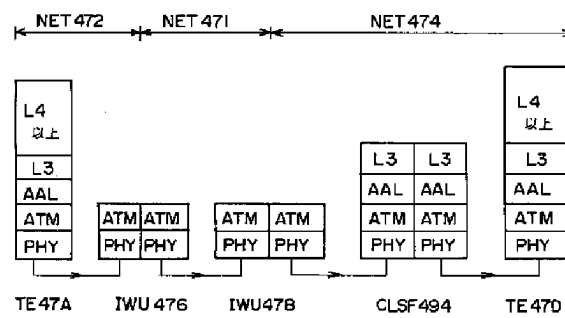 NET472 NET471 NET474
L4 以上
L3
AAL
ATM
PHY
ATM ATM
PHY PHY
ATM ATM
PHY PHY
L3 L3
AAL AAL
ATM ATM
PHY PHY
L4 以上
L3
AAL
ATM
PHY
TE47A IWU476 IWU478 CLSF494 TE47D